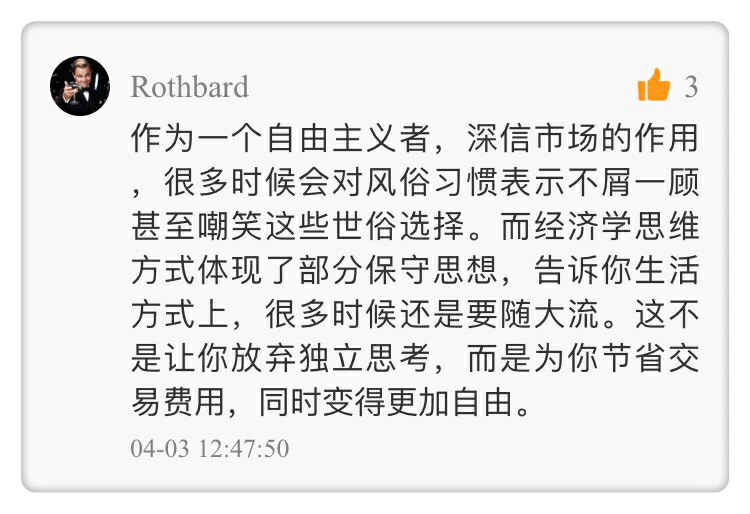 Rothbard
3
作为一个自由主义者，深信市场的作用
，很多时候会对风俗习惯表示不屑一顾
甚至嘲笑这些世俗选择。而经济学思维
方式体现了部分保守思想，告诉你生活
方式上，很多时候还是要随大流。这不
是让你放弃独立思考，而是为你节省交
易费用，同时变得更加自由。
04-03 12:47:50